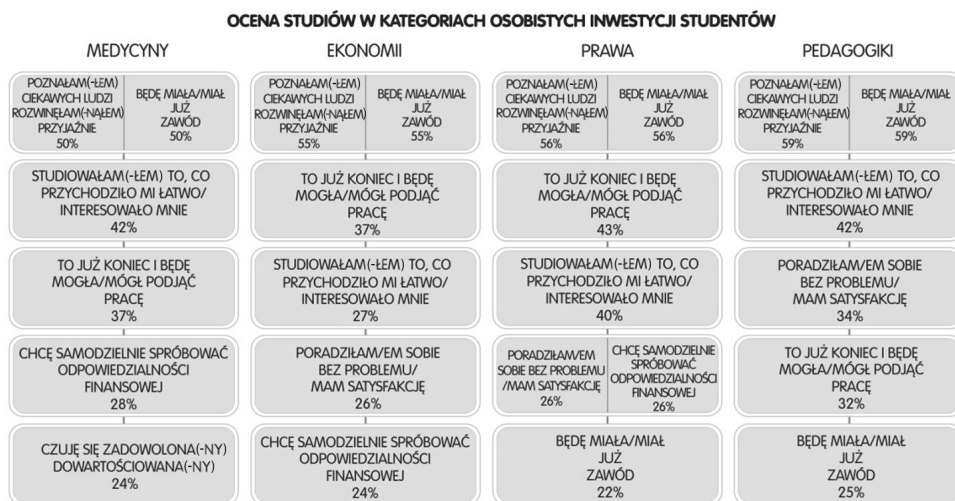 OCENA STUDIÓW W KATEGORIACH OSOBISTYCH INWESTYCJI STUDENTÓW
MEDYCYNY
POZNAŁAM(-ŁEM)
CIEKAWYCH LUDZI
ROZWINĘŁAM(-NĄŁEM)
PRZYJAŹNIE
50%
BĘDĘ MIAŁA/MIAŁ
JUŻ
ZAWÓD
50%
STUDIOWAŁAM(-ŁEM) TO, CO
PRZYCHODZIŁO MI ŁATWO/
INTERESOWAŁO MNIE
42%
TO JUŻ KONIEC I BĘDĘ
MOGŁA/MÓGŁ PODJĄĆ
PRACĘ
37%
CHCĘ SAMODZIELNIE SPRÓBOWAĆ
ODPOWIEDZIALNOŚCI
FINANSOWEJ
28%
CZUJĘ SIĘ ZADOWOLONA(-NY)
DOWARTOŚCIOWANA(-NY)
24%
EKONOMII
POZNAŁAM(-ŁEM)
CIEKAWYCH LUDZI
ROZWINĘŁAM(-NĄŁEM)
PRZYJAŹNIE
55%
BĘDĘ MIAŁA/MIAŁ
JUŻ
ZAWÓD
55%
TO JUŻ KONIEC I BĘDĘ
MOGŁA/MÓGŁ PODJĄĆ
PRACĘ
37%
STUDIOWAŁAM(-ŁEM) TO, CO
PRZYCHODZIŁO MI ŁATWO/
INTERESOWAŁO MNIE
27%
PORADZIŁAM/EM SOBIE
BEZ PROBLEMU/
MAM SATYSFAKCJĘ
26%
CHCĘ SAMODZIELNIE SPRÓBOWAĆ
ODPOWIEDZIALNOŚCI
FINANSOWEJ
24%
PRAWA
POZNAŁAM(-ŁEM)
CIEKAWYCH LUDZI
ROZWINĘŁAM(-NĄŁEM)
PRZYJAŹNIE
56%
BĘDĘ MIAŁA/MIAŁ
JUŻ
ZAWÓD
56%
TO JUŻ KONIEC I BĘDĘ
MOGŁA/MÓGŁ PODJĄĆ
PRACĘ
43%
STUDIOWAŁAM(-ŁEM) TO, CO
PRZYCHODZIŁO MI ŁATWO/
INTERESOWAŁO MNIE
40%
PORADZIŁAM/EM
SOBIE BEZ PROBLEMU
/MAM SATYSFAKCJĘ
26%
CHCĘ SAMODZIELNIE
SPRÓBOWAĆ
ODPOWIEDZIALNOŚCI
FINANSOWEJ
26%
BĘDĘ MIAŁA/MIAŁ
JUŻ
ZAWÓD
22%
PEDAGOGIKI
POZNAŁAM(-ŁEM)
CIEKAWYCH LUDZI
ROZWINĘŁAM(-NĄŁEM)
PRZYJAŹNIE
59%
BĘDĘ MIAŁA/MIAŁ
JUŻ
ZAWÓD
59%
STUDIOWAŁAM(-ŁEM) TO, CO
PRZYCHODZIŁO MI ŁATWO/
INTERESOWAŁO MNIE
42%
PORADZIŁAM/EM SOBIE
BEZ PROBLEMU/
MAM SATYSFAKCJĘ
34%
TO JUŻ KONIEC I BĘDĘ
MOGŁA/MÓGŁ PODJĄĆ
PRACĘ
32%
BĘDĘ MIAŁA/MIAŁ
JUŻ
ZAWÓD
25%